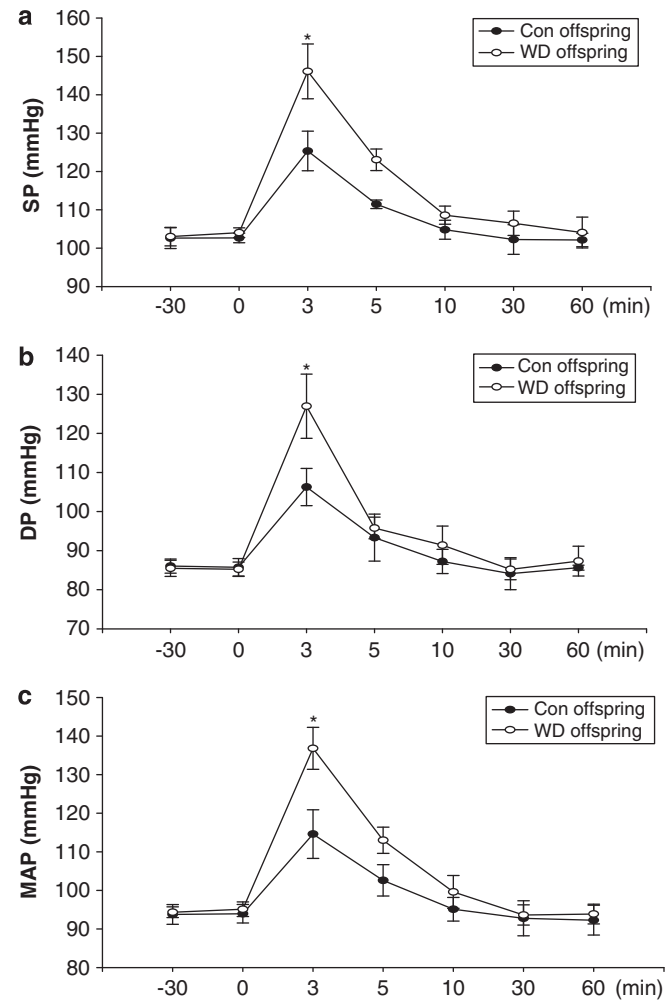 a
SP (mmHg)
160
150
140
130
120
110
100
90
*
Con offspring
WD offspring
-30 0 3 5 10 30 60 (min)
b
DP (mmHg)
140
130
120
110
100
90
80
70
*
Con offspring
WD offspring
-30 0 3 5 10 30 60 (min)
c
MAP (mmHg)
150
140
130
120
110
100
90
80
*
Con offspring
WD offspring
-30 0 3 5 10 30 60 (min)